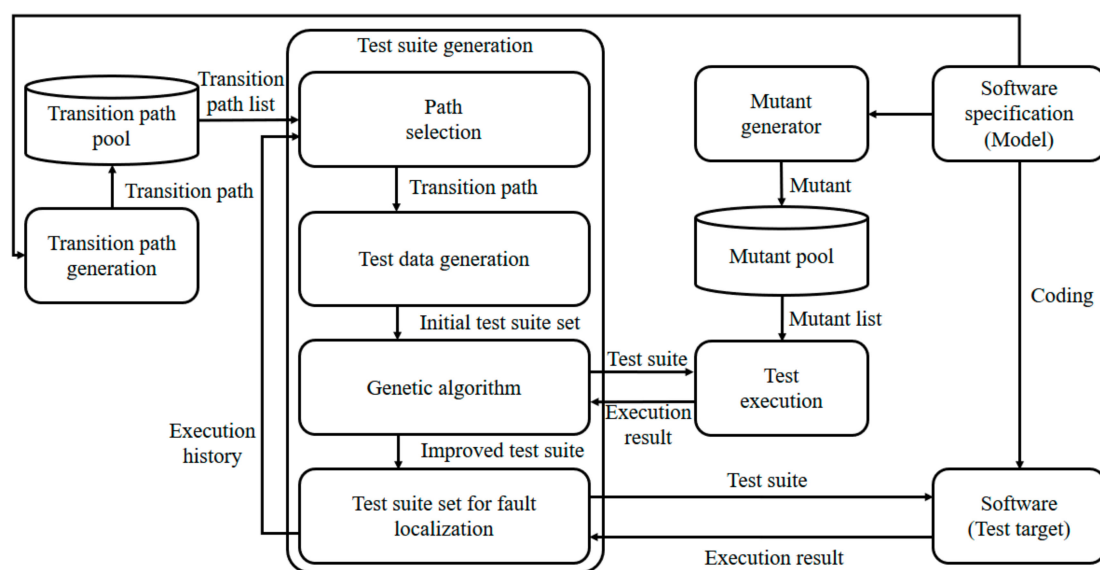 Test suite generation
Transition path
pool
Transition
path list
Path
selection
Mutant
generator
Software
specification
(Model)
Transition path
Transition path
Mutant
Transition path
generation
Test data generation
Mutant pool
Coding
Initial test suite set
Mutant list
Genetic algorithm
Test suite
Test
execution
Execution
result
Execution
history
Improved test suite
Test suite set for fault
localization
Test suite
Software
(Test target)
Execution result